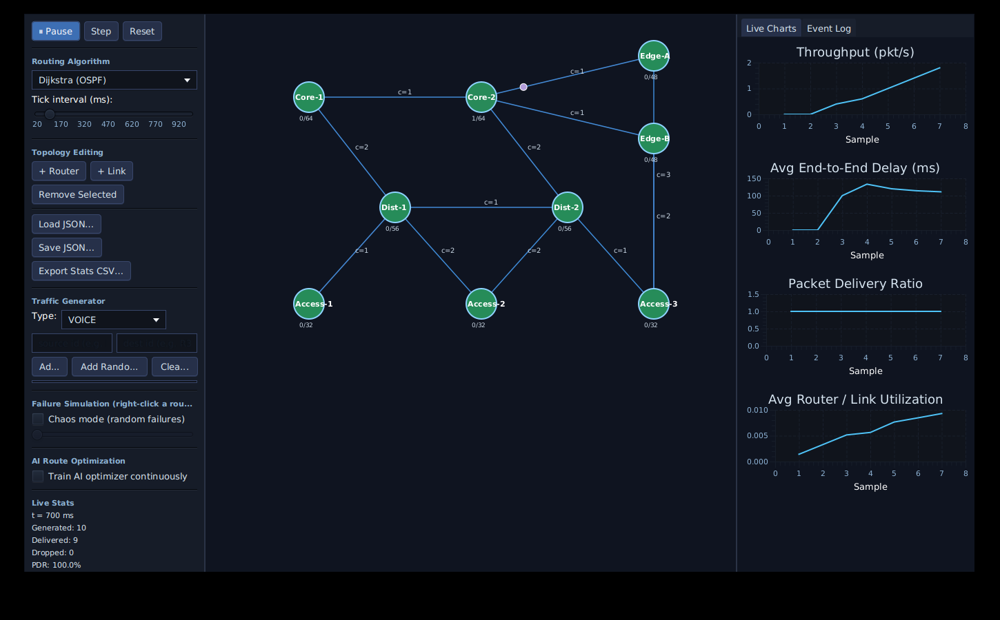 Pause Step Reset
Routing Algorithm
Dijkstra (OSPF)
Tick interval (ms):
20 170 320 470 620 770 920
Topology Editing
+ Router + Link
Remove Selected
Load JSON...
Save JSON...
Export Stats CSV...
Traffic Generator
Type: VOICE
Ad... Add Rando... Clea...
Failure Simulation (right-click a rou...
Chaos mode (random failures)
AI Route Optimization
Train AI optimizer continuously
Live Stats
t = 700 ms
Generated: 10
Delivered: 9
Dropped: 0
PDR: 100.0%
Edge-A
0/48
c=1
Core-1
0/64
c=1
Core-2
1/64
c=1
Edge-B
0/48
c=2
c=2
c=3
Dist-1
0/56
c=1
Dist-2
0/56
c=2
c=1
c=2
c=2
c=1
Access-1
0/32
Access-2
0/32
Access-3
0/32
Live Charts Event Log
Throughput (pkt/s)
2
1
0
0 1 2 3 4 5 6 7 8
Sample
Avg End-to-End Delay (ms)
150
100
50
0
0 1 2 3 4 5 6 7 8
Sample
Packet Delivery Ratio
1.5
1.0
0.5
0.0
0 1 2 3 4 5 6 7 8
Sample
Avg Router / Link Utilization
0.010
0.005
0.000
0 1 2 3 4 5 6 7 8
Sample